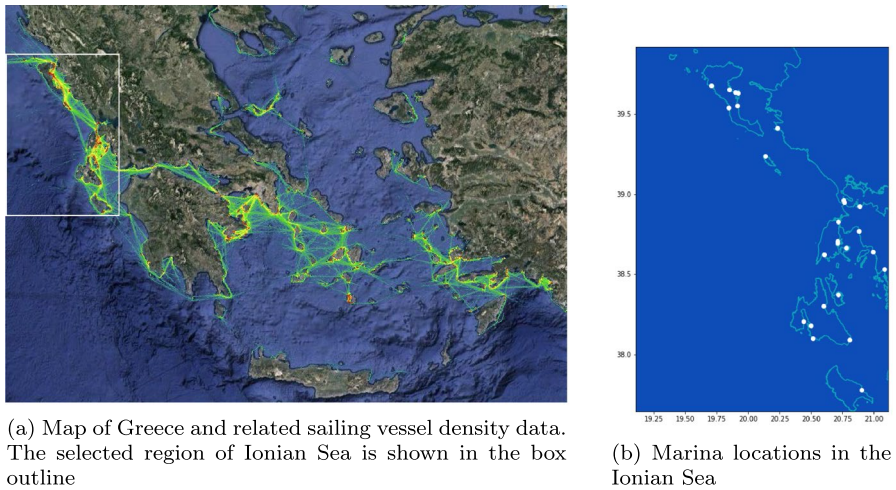 39.5
39.0
38.5
38.0
19.25 19.50 19.75 20.00 20.25 20.50 20.75 21.00
(a) Map of Greece and related sailing vessel density data.
The selected region of Ionian Sea is shown in the box
outline
(b) Marina locations in the
Ionian Sea